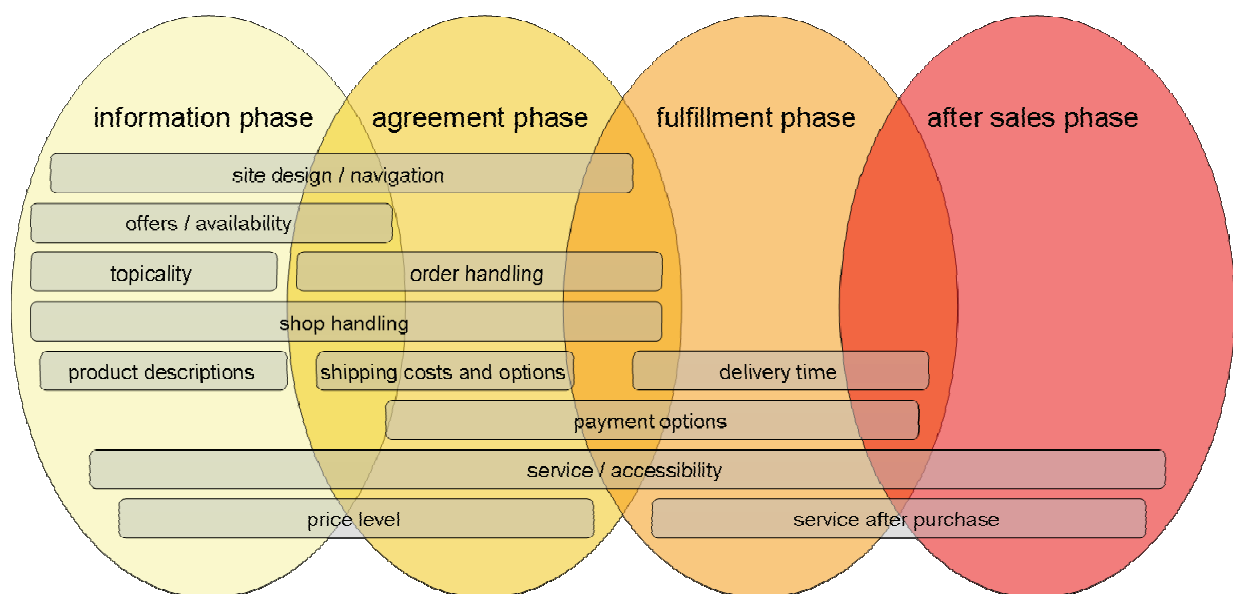 information phase
agreement phase
fulfillment phase
after sales phase
site design / navigation
offers / availability
topicality
order handling
shop handling
product descriptions
shipping costs and options
delivery time
payment options
service / accessibility
price level
service after purchase